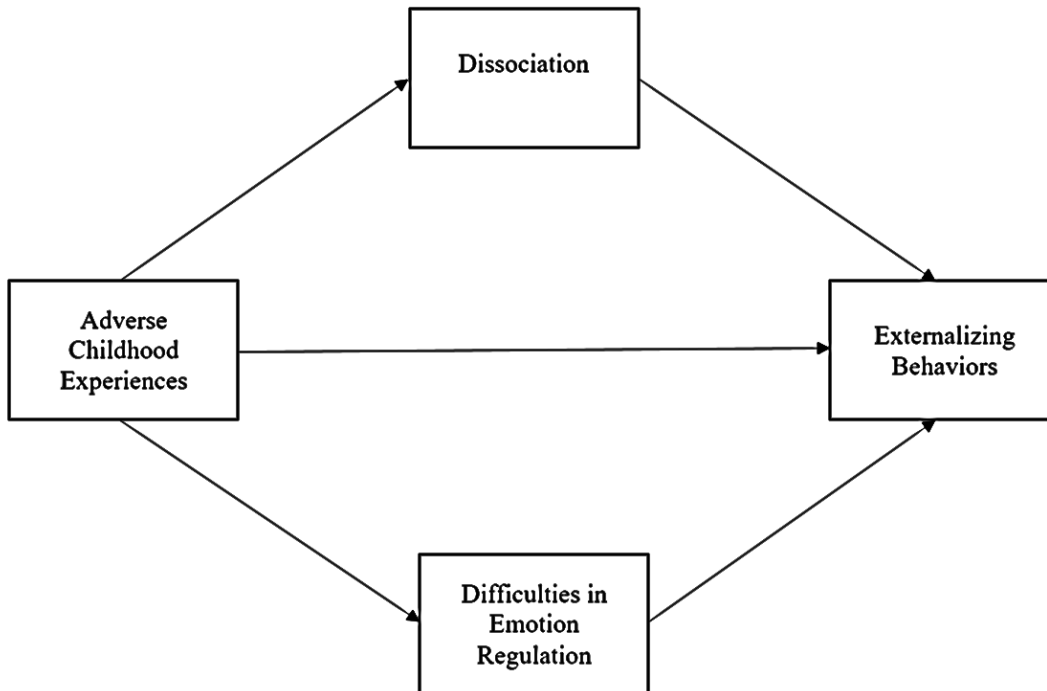 Dissociation
Adverse
Childhood
Experiences
Externalizing
Behaviors
Difficulties in
Emotion
Regulation